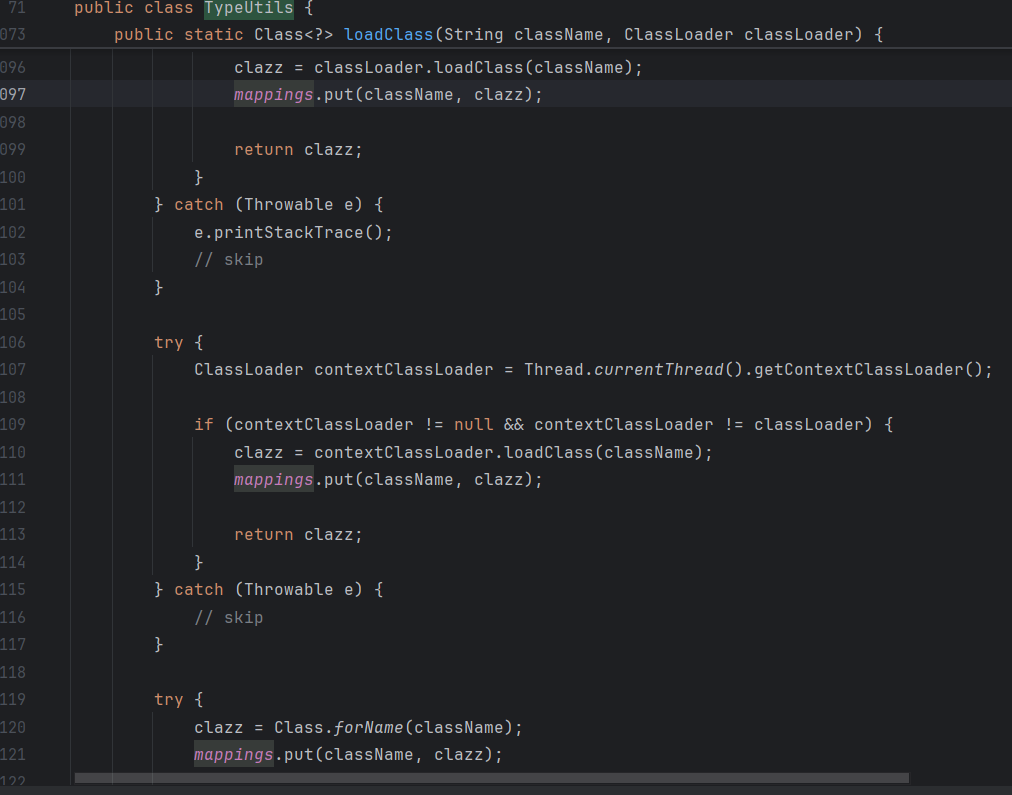 71 public class TypeUtils {
073 public static Class<?> loadClass(String className, ClassLoader classLoader) {
096 clazz = classLoader.loadClass(className);
097 mappings.put(className, clazz);
098
099 return clazz;
100 }
101 } catch (Throwable e) {
102 e.printStackTrace();
103 // skip
104 }
105
106 try {
107 ClassLoader contextClassLoader = Thread.currentThread().getContextClassLoader();
108
109 if (contextClassLoader != null && contextClassLoader != classLoader) {
110 clazz = contextClassLoader.loadClass(className);
111 mappings.put(className, clazz);
112
113 return clazz;
114 }
115 } catch (Throwable e) {
116 // skip
117 }
118
119 try {
120 clazz = Class.forName(className);
121 mappings.put(className, clazz);
122